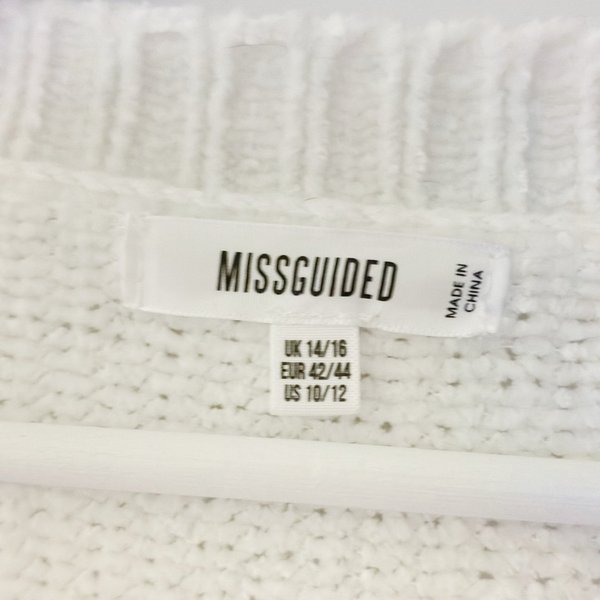 MISSGUIDED
MADE IN
CHINA
UK 14/16
EUR 42/44
US 10/12